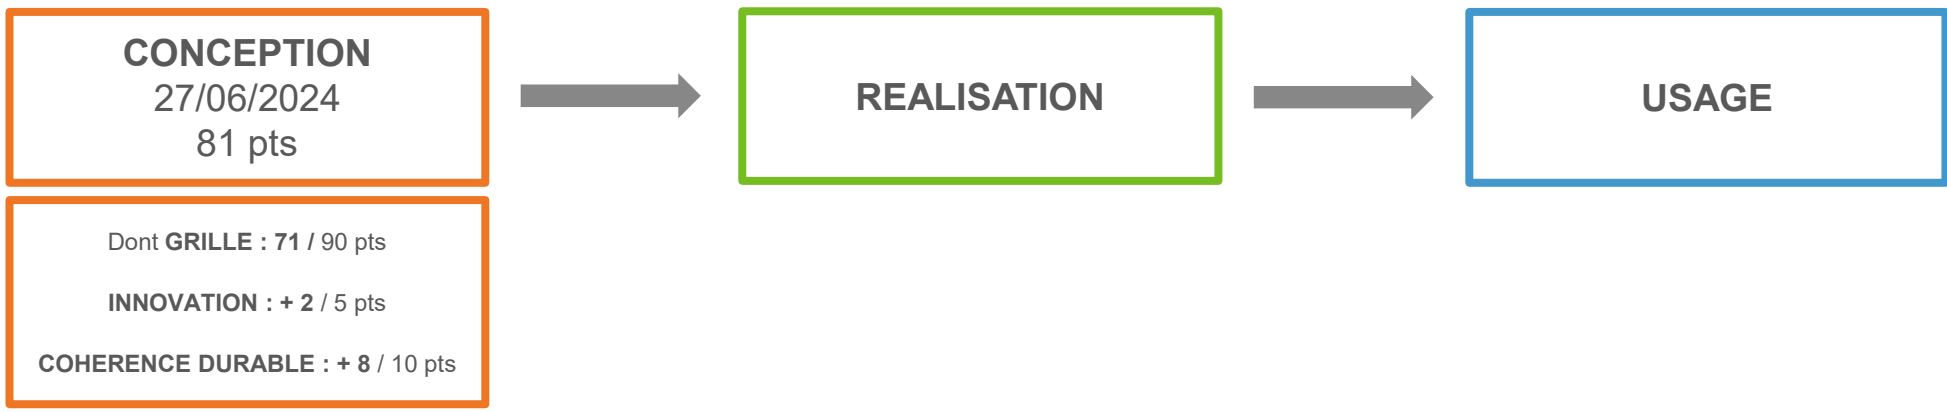 CONCEPTION
27/06/2024
81 pts
REALISATION
USAGE
Dont GRILLE : 71 / 90 pts
INNOVATION : + 2 / 5 pts
COHERENCE DURABLE : + 8 / 10 pts